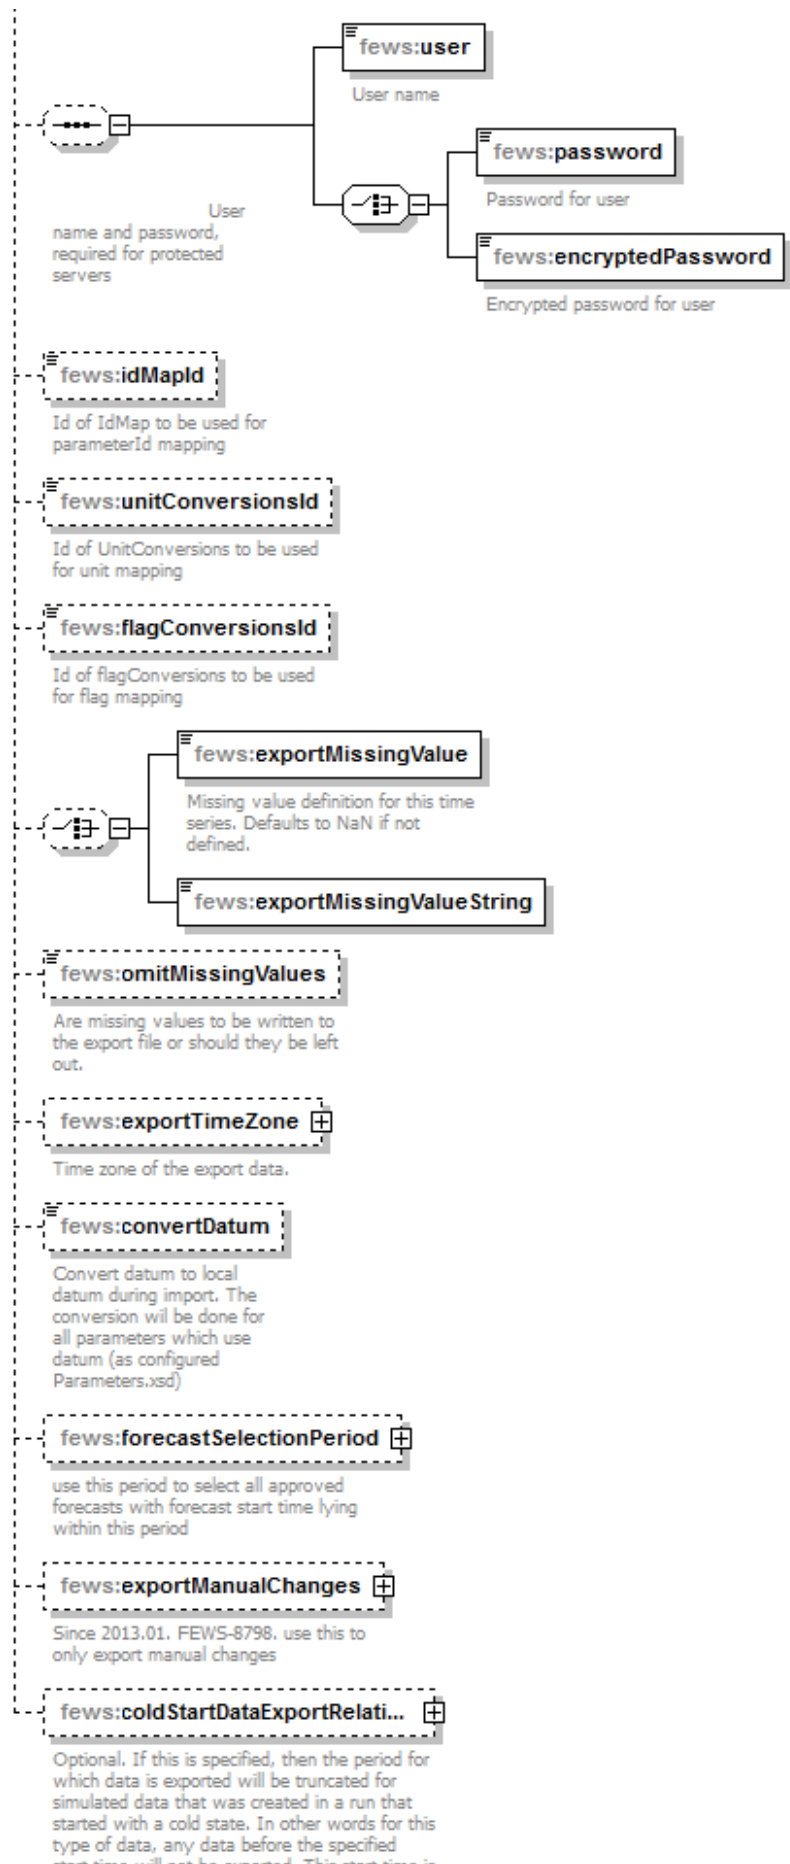 fews:user
User name
fews:password
Password for user
User
name and password,
required for protected
servers
fews:encryptedPassword
Encrypted password for user
fews:idMapId
Id of IdMap to be used for
parameterId mapping
fews:unitConversionsId
Id of UnitConversions to be used
for unit mapping
fews:flagConversionsId
Id of flagConversions to be used
for flag mapping
fews:exportMissingValue
Missing value definition for this time
series. Defaults to NaN if not
defined.
fews:exportMissingValueString
fews:omitMissingValues
Are missing values to be written to
the export file or should they be left
out.
fews:exportTimeZone
Time zone of the export data.
fews:convertDatum
Convert datum to local
datum during import. The
conversion wil be done for
all parameters which use
datum (as configured
Parameters.xsd)
fews:forecastSelectionPeriod
use this period to select all approved
forecasts with forecast start time lying
within this period
fews:exportManualChanges
Since 2013.01. FEWS-8798. use this to
only export manual changes
fews:coldStartDataExportRelati...
Optional. If this is specified, then the period for
which data is exported will be truncated for
simulated data that was created in a run that
started with a cold state. In other words for this
type of data, any data before the specified
start time will not be exported. This start time is